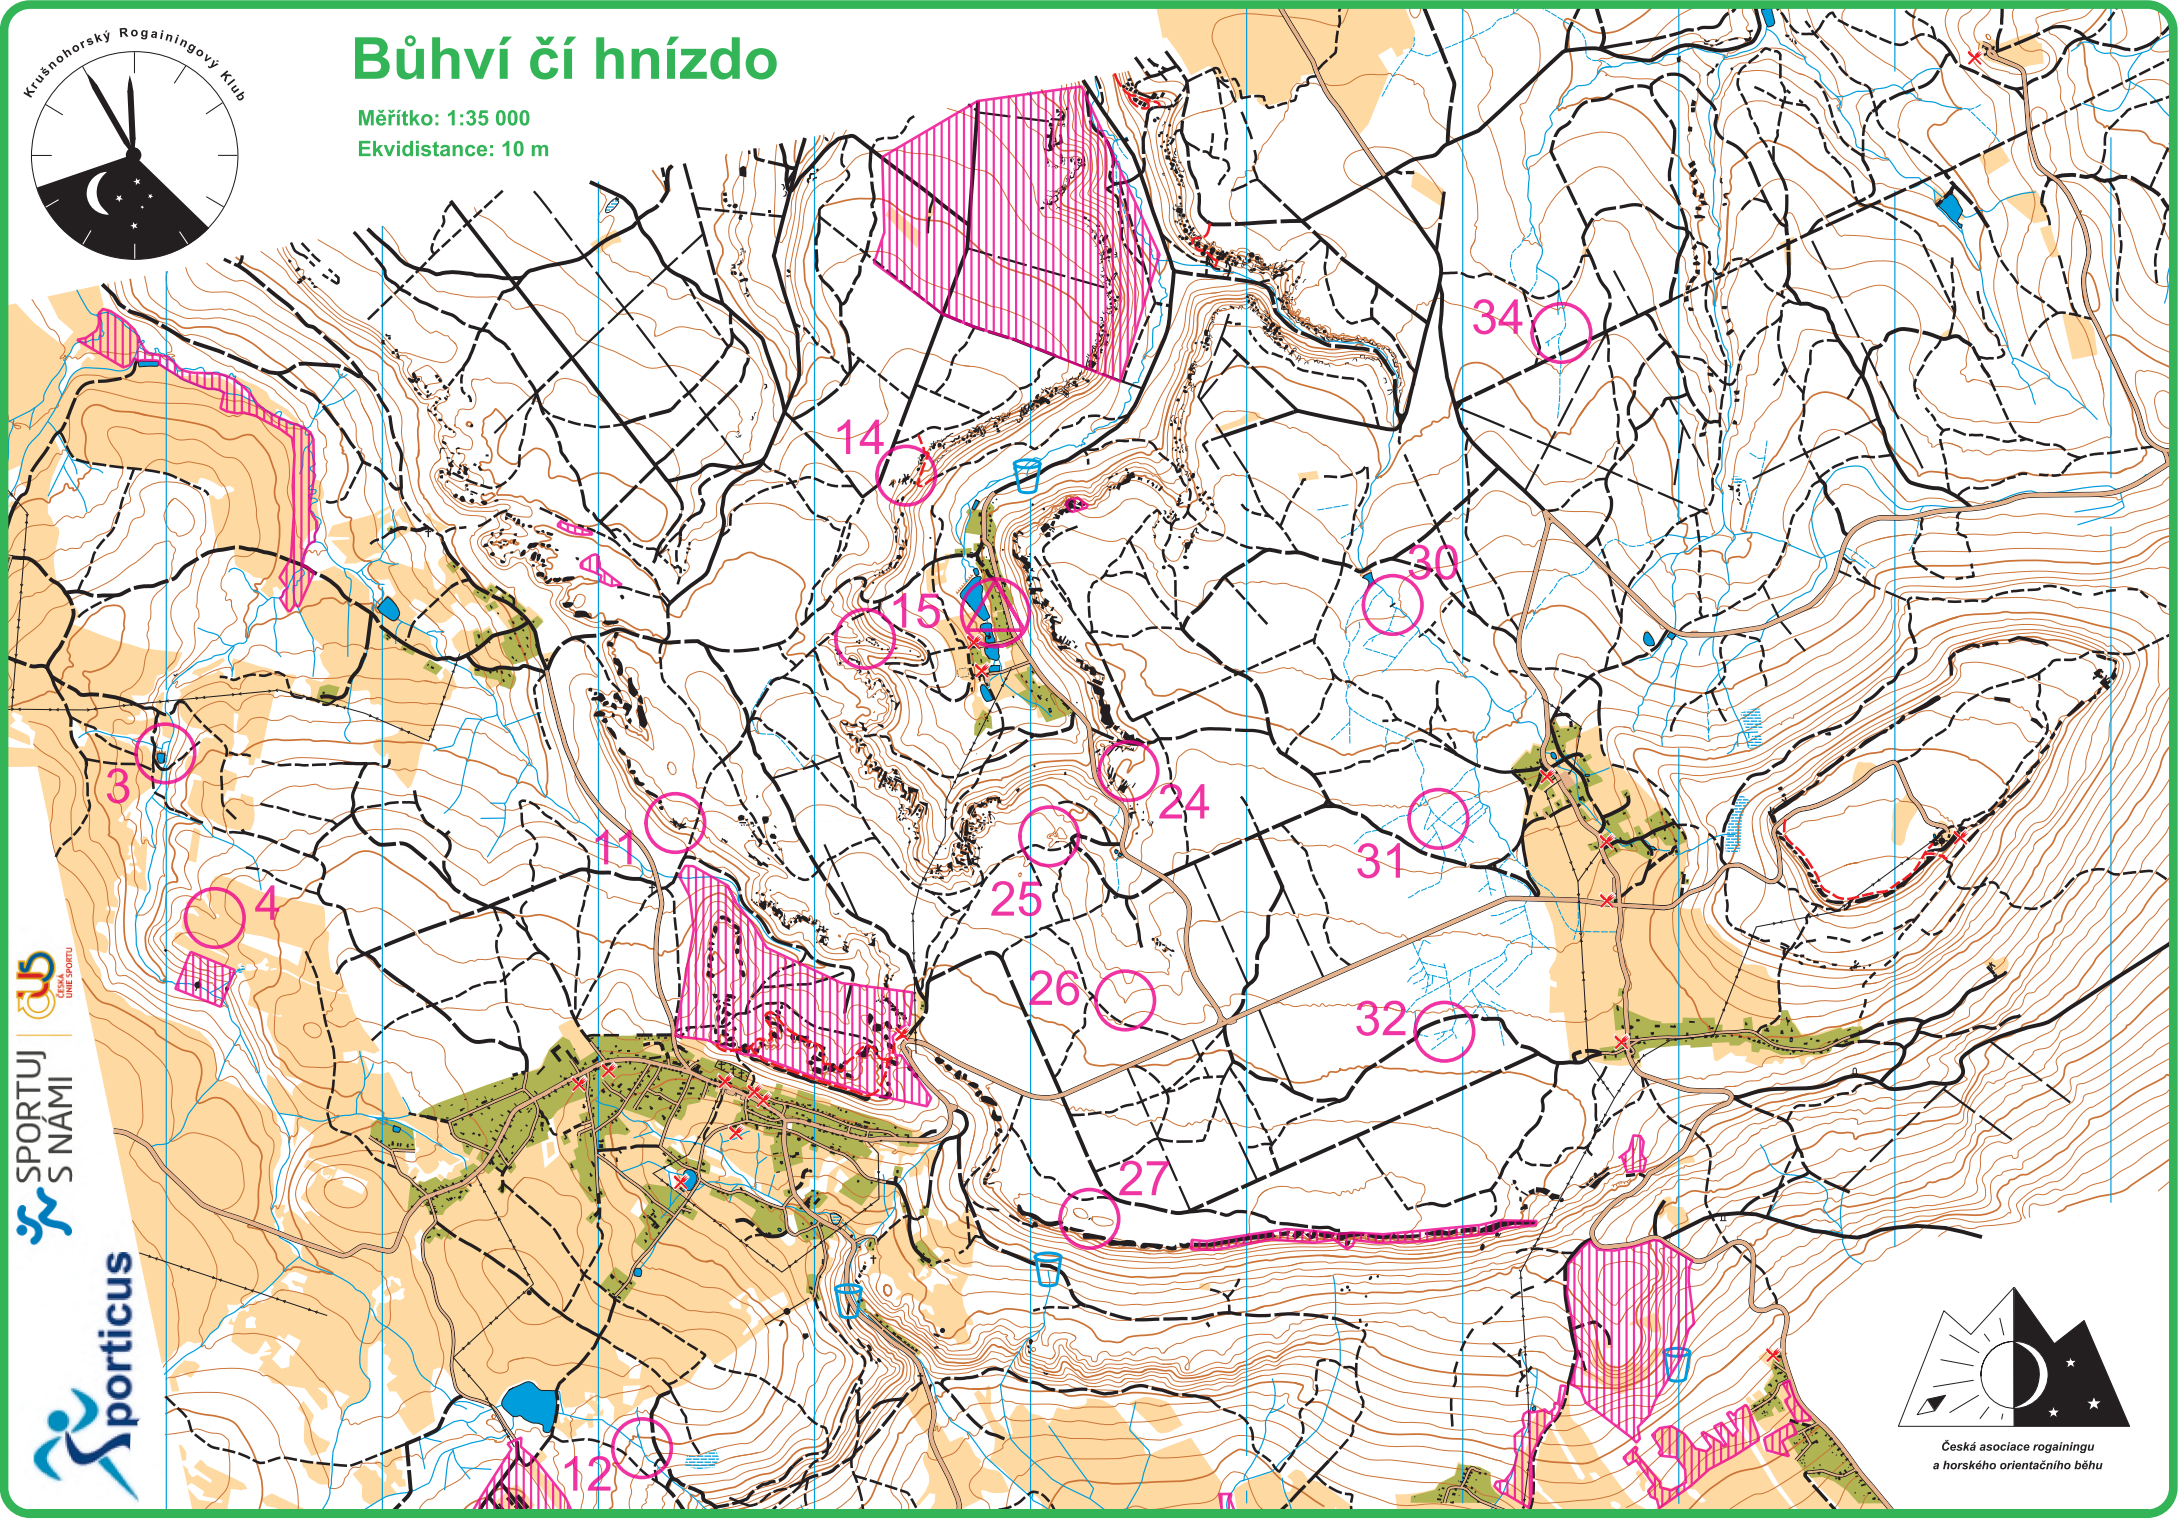 Krušnohorský Rogainingový Klub
Bůhví čí hnízdo
Měřítko: 1:35 000
Ekvidistance: 10 m
34
14
30
15
3
24
11
31
25
4
26
32
27
12
ČUS
ČESKÁ
UNIE SPORTU
SPORTUJ
S NÁMI
Sporticus
Česká asociace rogainingu
a horského orientačního běhu